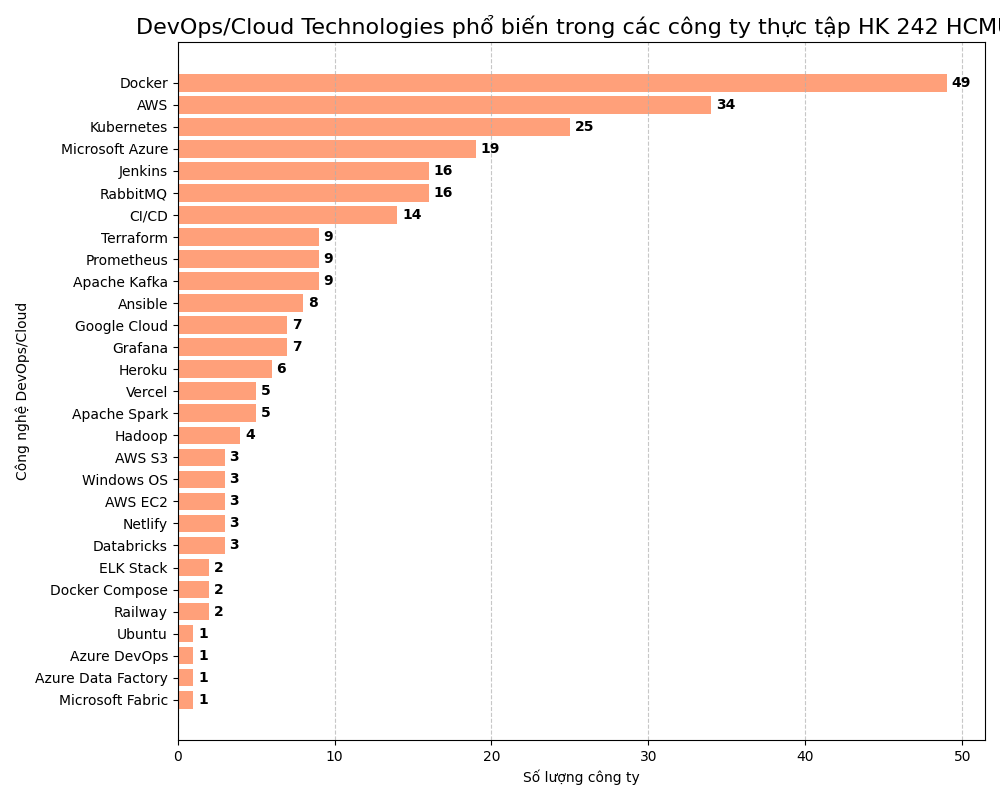 DevOps/Cloud Technologies phổ biến trong các công ty thực tập HK 242 HCMU
Docker 49
AWS 34
Kubernetes 25
Microsoft Azure 19
Jenkins 16
RabbitMQ 16
CI/CD 14
Terraform 9
Prometheus 9
Apache Kafka 9
Ansible 8
Google Cloud 7
Grafana 7
Heroku 6
Vercel 5
Apache Spark 5
Hadoop 4
AWS S3 3
Windows OS 3
AWS EC2 3
Netlify 3
Databricks 3
ELK Stack 2
Docker Compose 2
Railway 2
Ubuntu 1
Azure DevOps 1
Azure Data Factory 1
Microsoft Fabric 1
Công nghệ DevOps/Cloud
0 10 20 30 40 50
Số lượng công ty